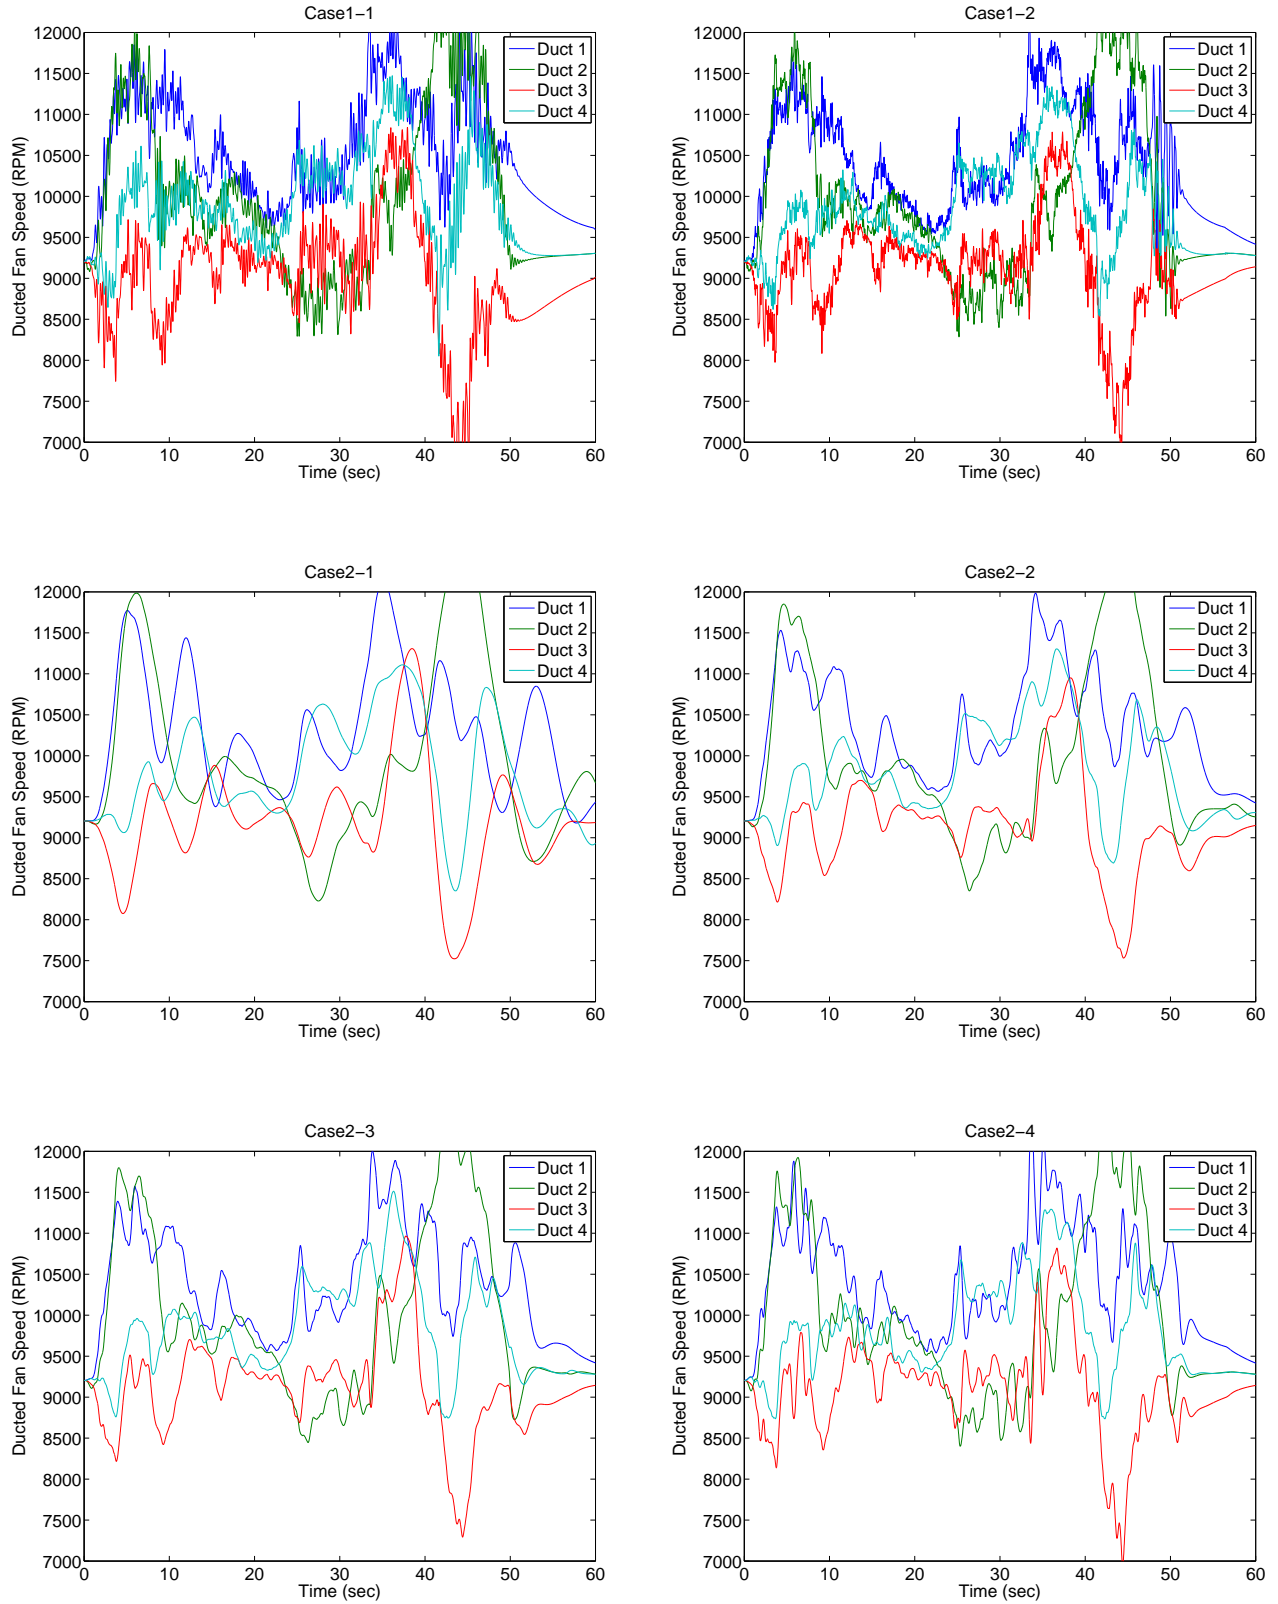 Case1−1
12000
11500
11000
10500
10000
9500
9000
8500
8000
7500
7000
Ducted Fan Speed (RPM)
Duct 1
Duct 2
Duct 3
Duct 4
0 10 20 30 40 50 60
Time (sec)
Case1−2
12000
11500
11000
10500
10000
9500
9000
8500
8000
7500
7000
Ducted Fan Speed (RPM)
Duct 1
Duct 2
Duct 3
Duct 4
0 10 20 30 40 50 60
Time (sec)
Case2−1
12000
11500
11000
10500
10000
9500
9000
8500
8000
7500
7000
Ducted Fan Speed (RPM)
Duct 1
Duct 2
Duct 3
Duct 4
0 10 20 30 40 50 60
Time (sec)
Case2−2
12000
11500
11000
10500
10000
9500
9000
8500
8000
7500
7000
Ducted Fan Speed (RPM)
Duct 1
Duct 2
Duct 3
Duct 4
0 10 20 30 40 50 60
Time (sec)
Case2−3
12000
11500
11000
10500
10000
9500
9000
8500
8000
7500
7000
Ducted Fan Speed (RPM)
Duct 1
Duct 2
Duct 3
Duct 4
0 10 20 30 40 50 60
Time (sec)
Case2−4
12000
11500
11000
10500
10000
9500
9000
8500
8000
7500
7000
Ducted Fan Speed (RPM)
Duct 1
Duct 2
Duct 3
Duct 4
0 10 20 30 40 50 60
Time (sec)